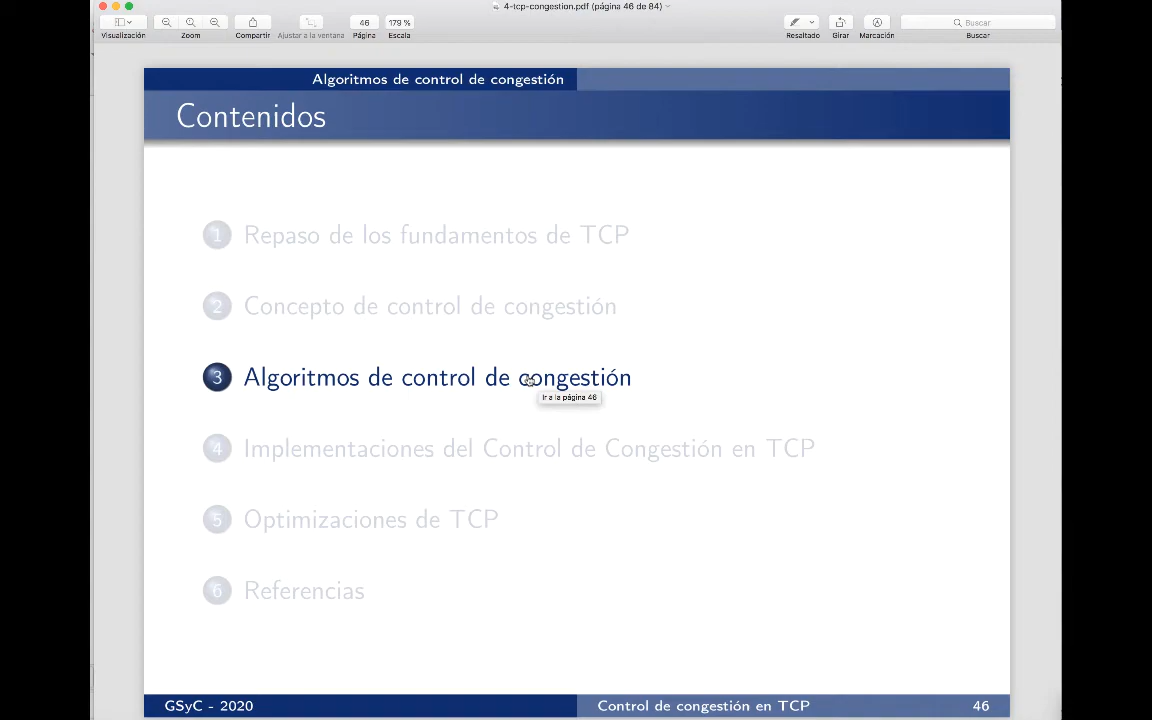 4-tcp-congestion.pdf (página 46 de 84)
46
179 %
Buscar
Visualización
Zoom
Compartir
Ajustar a la ventana
Página
Escala
Resaltado
Girar
Marcación
Buscar
Algoritmos de control de congestión
Contenidos
1 Repaso de los fundamentos de TCP
2 Concepto de control de congestión
3 Algoritmos de control de congestión
Ir a la página 46
4 Implementaciones del Control de Congestión en TCP
5 Optimizaciones de TCP
6 Referencias
GSyC - 2020
Control de congestión en TCP
46